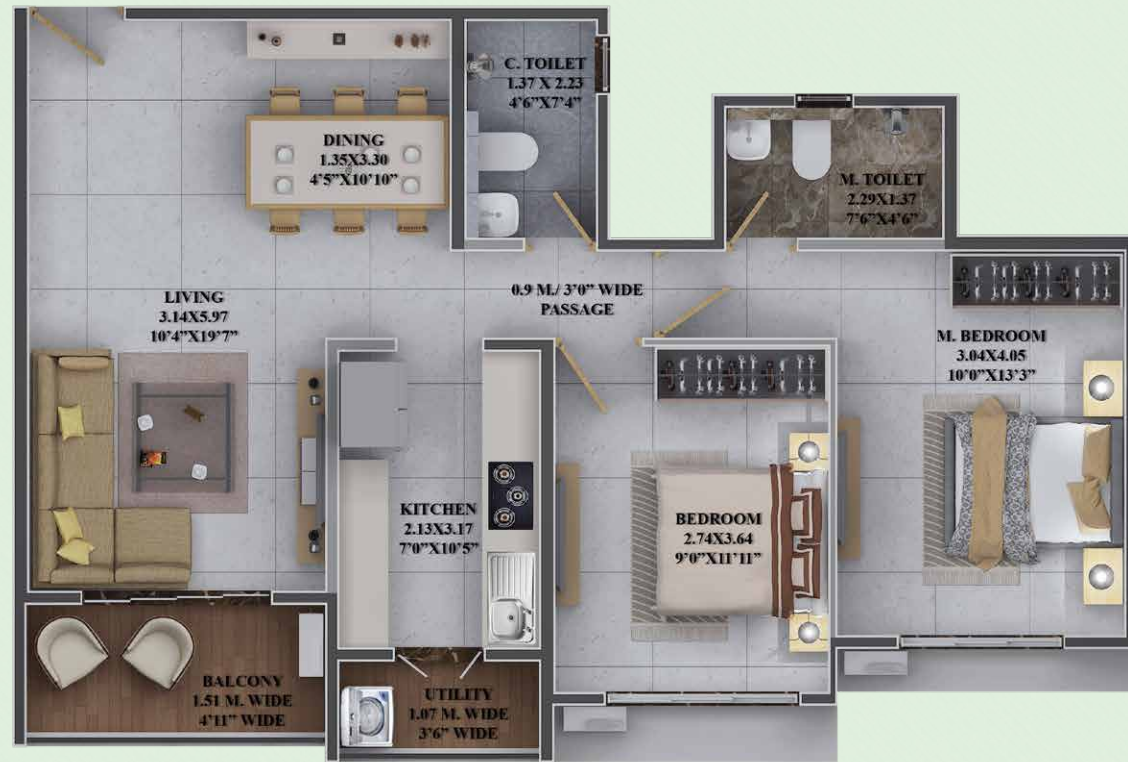 C. TOILET
1.37 X 2.23
4'6"X7'4"
DINING
1.35X3.30
4'5"X10'10"
M. TOILET
2.29X1.37
7'6"X4'6"
LIVING
3.14X5.97
10'4"X19'7"
0.9 M./ 3'0" WIDE
PASSAGE
M. BEDROOM
3.04X4.05
10'0"X13'3"
KITCHEN
2.13X3.17
7'0"X10'5"
BEDROOM
2.74X3.64
9'0"X11'11"
BALCONY
1.51 M. WIDE
4'11" WIDE
UTILITY
1.07 M. WIDE
3'6" WIDE